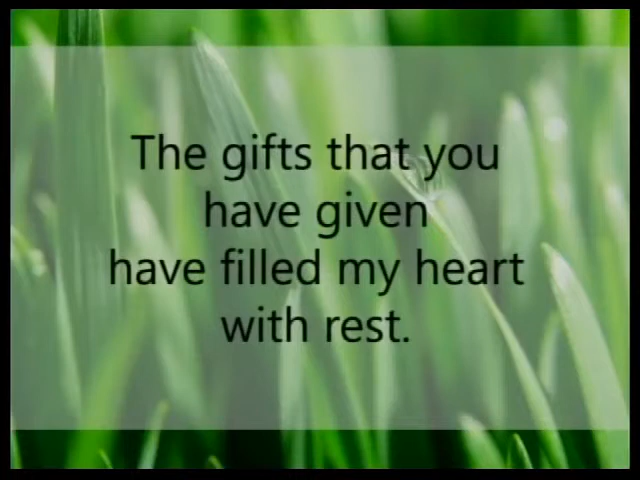 The gifts that you
have given
have filled my heart
with rest.